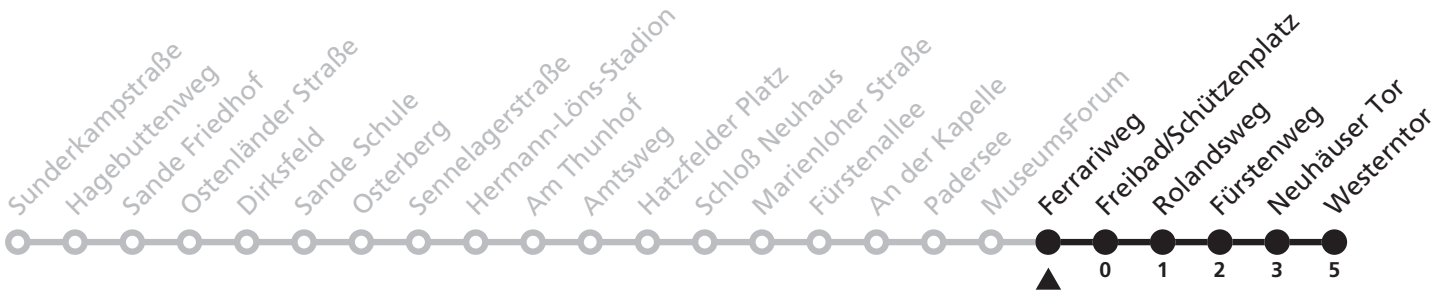 Sunderkampstraße
Hagebuttenweg
Sande Friedhof
Ostenländer Straße
Dirksfeld
Sande Schule
Osterberg
Sennelagerstraße
Hermann-Löns-Stadion
Am Thunhof
Amtsweg
Hatzfelder Platz
Schloß Neuhaus
Marienloher Straße
Fürstenallee
An der Kapelle
Padersee
MuseumsForum
Ferrariweg
Freibad/Schützenplatz
Rolandsweg
Fürstenweg
Neuhäuser Tor
Westerntor
0 1 2 3 5